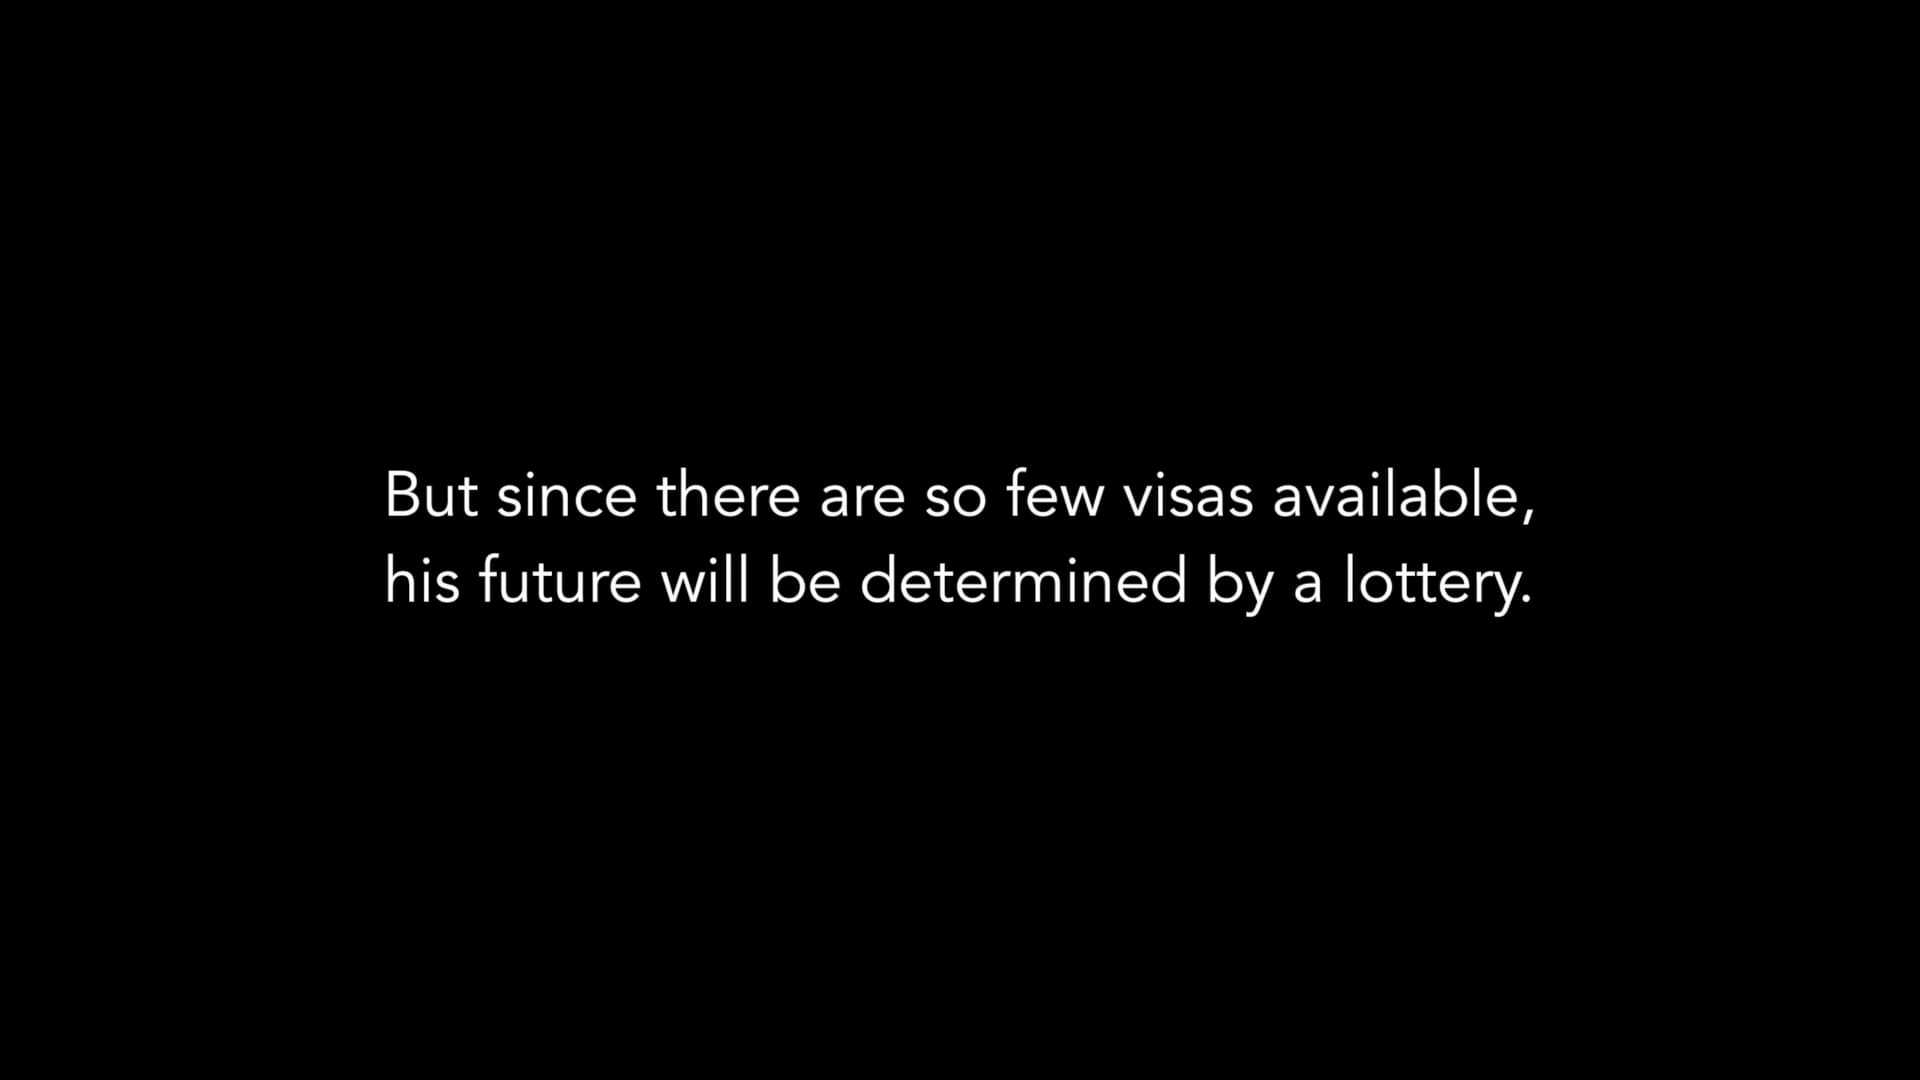 But since there are so few visas available,
his future will be determined by a lottery.